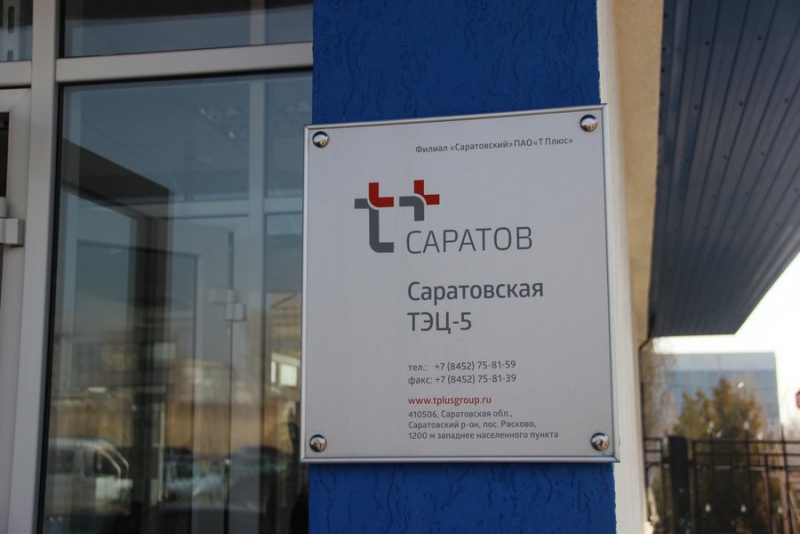 Филиал «Саратовский» ПАО«Т Плюс»
САРАТОВ
Саратовская
ТЭЦ-5
тел.: +7 (8452) 75-81-59
факс: +7 (8452) 75-81-39
www.tplusgroup.ru
410506, Саратовская обл.,
Саратовский р-он, пос. Расково,
1200 м западнее населенного пункта